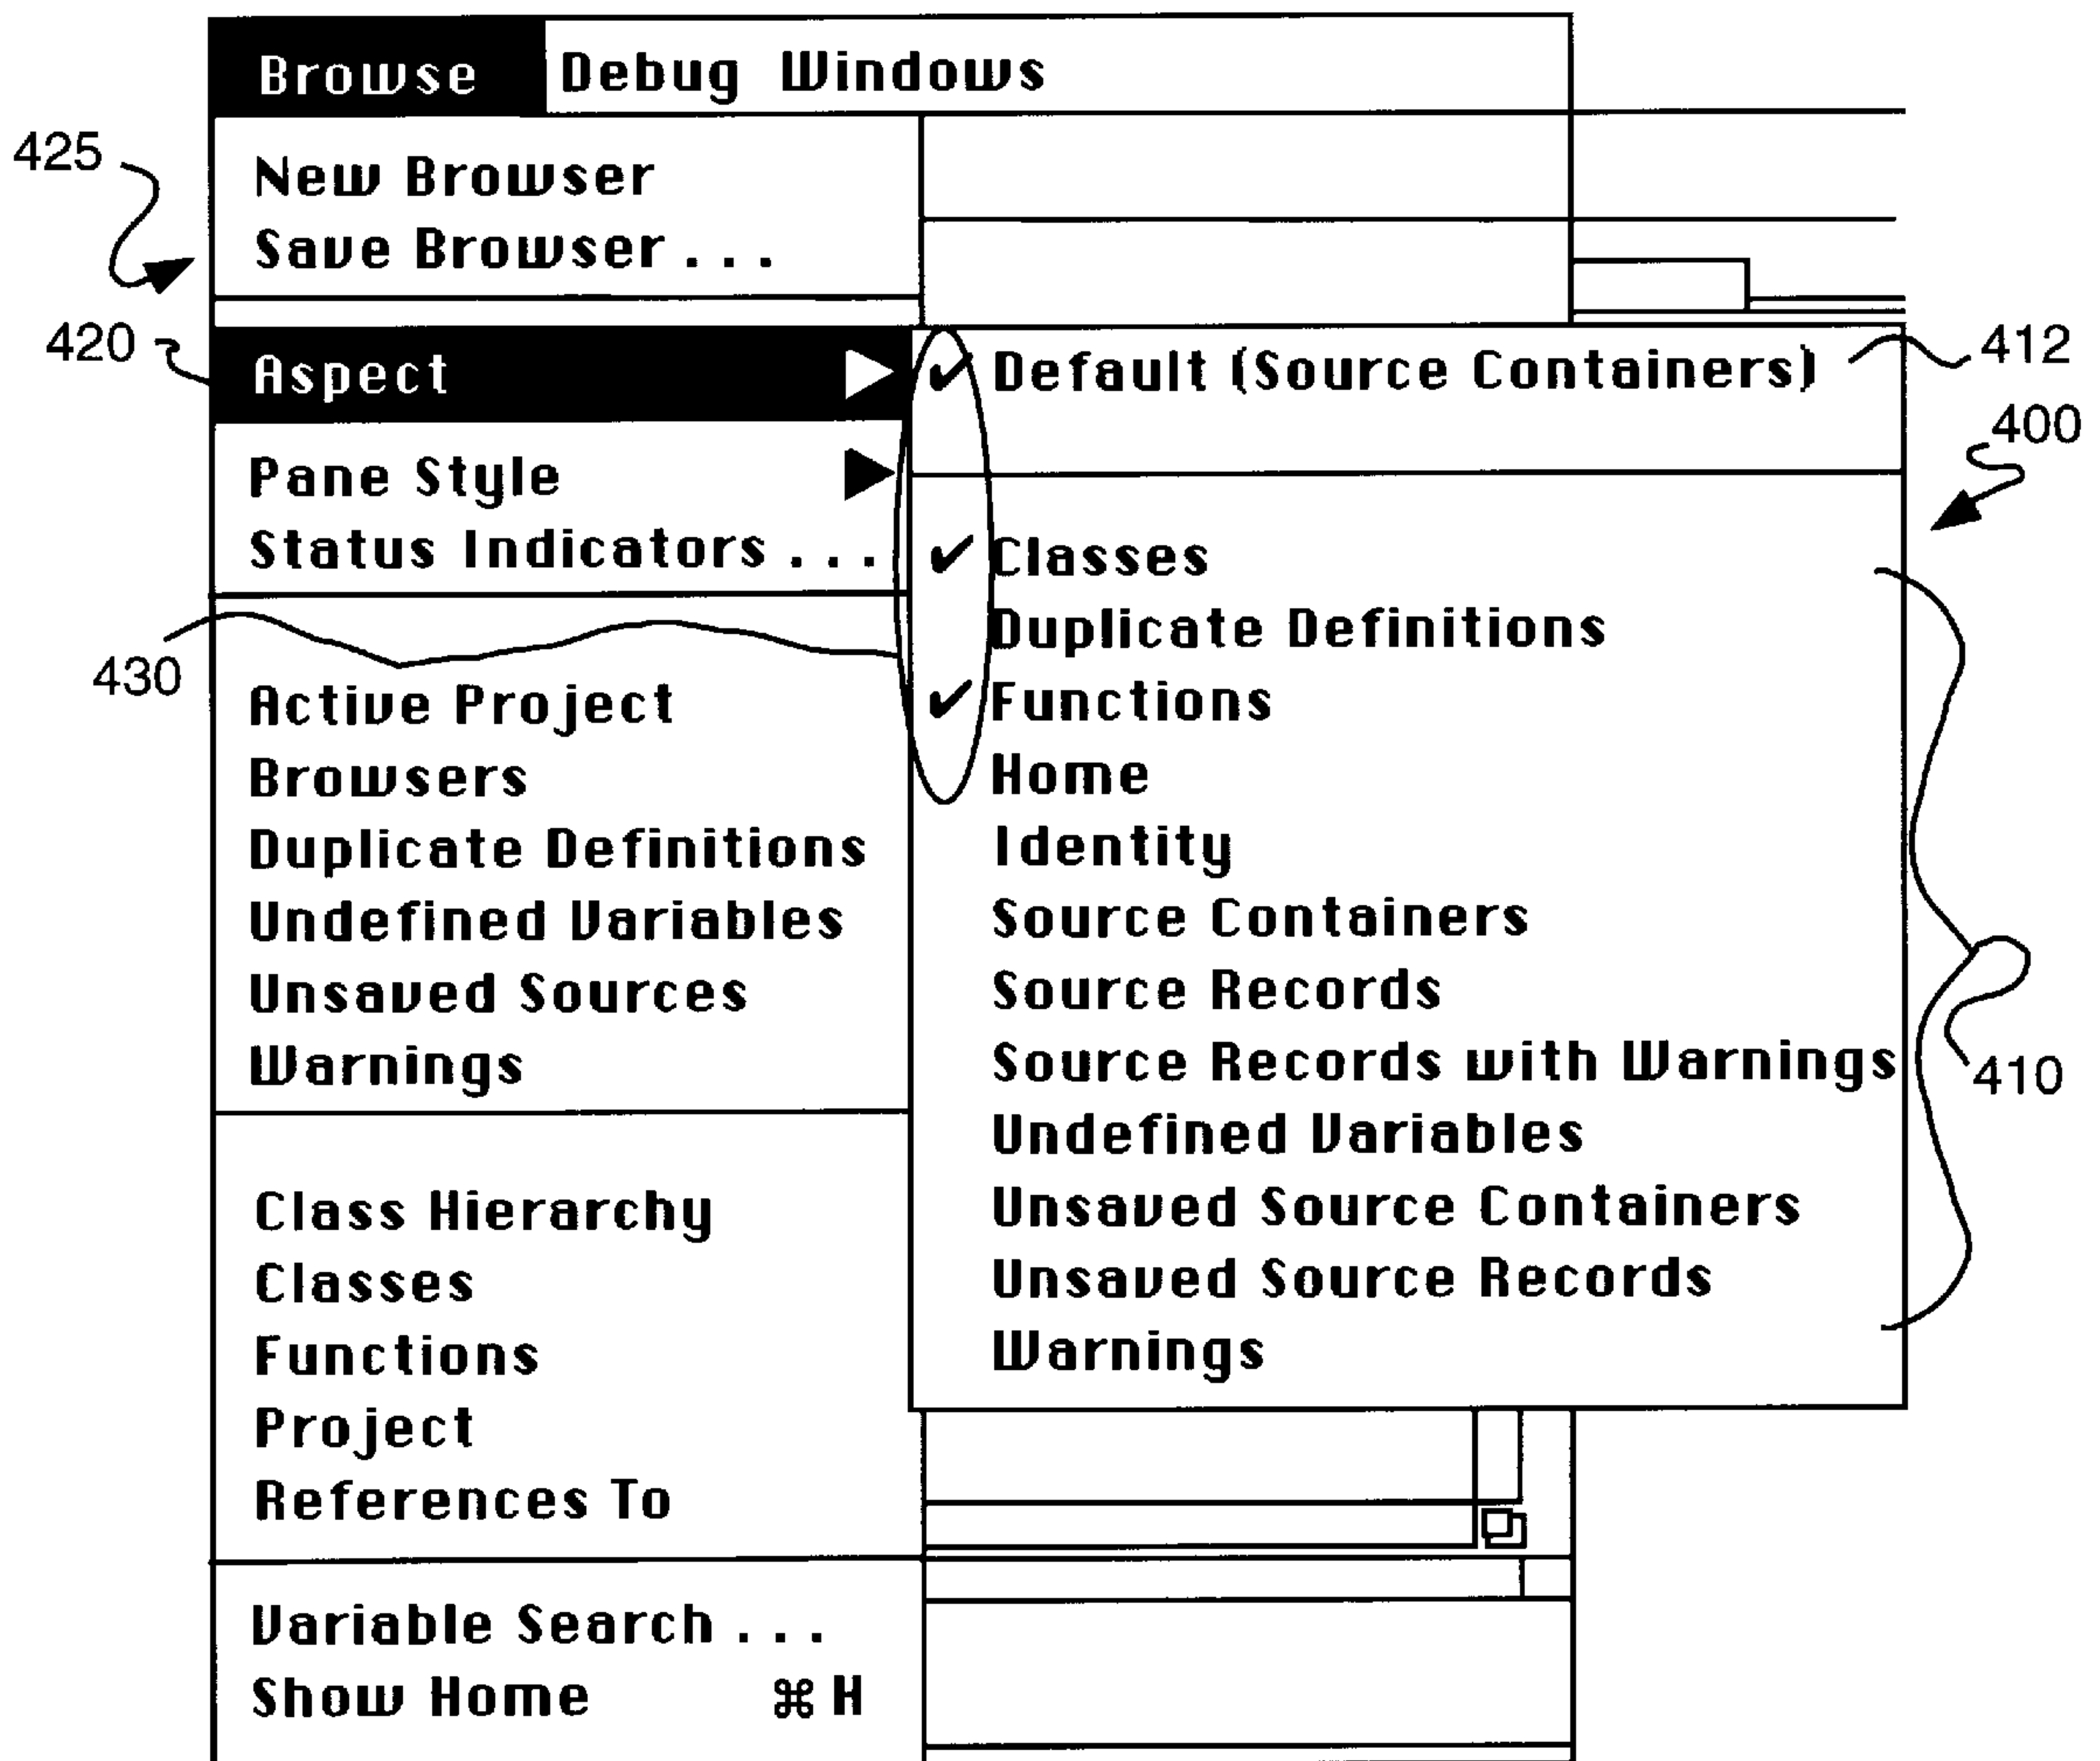 Browse Debug Windows
425
New Browser
Save Browser . . .
420
Aspect
Pane Style
Status Indicators . . .
430
Active Project
Browsers
Duplicate Definitions
Undefined Variables
Unsaved Sources
Warnings
Class Hierarchy
Classes
Functions
Project
References To
Variable Search . . .
Show Home ⌘ H
✔ Default (Source Containers)
412
400
✔ Classes
Duplicate Definitions
✔ Functions
Home
Identity
Source Containers
Source Records
Source Records with Warnings
Undefined Variables
Unsaved Source Containers
Unsaved Source Records
Warnings
410